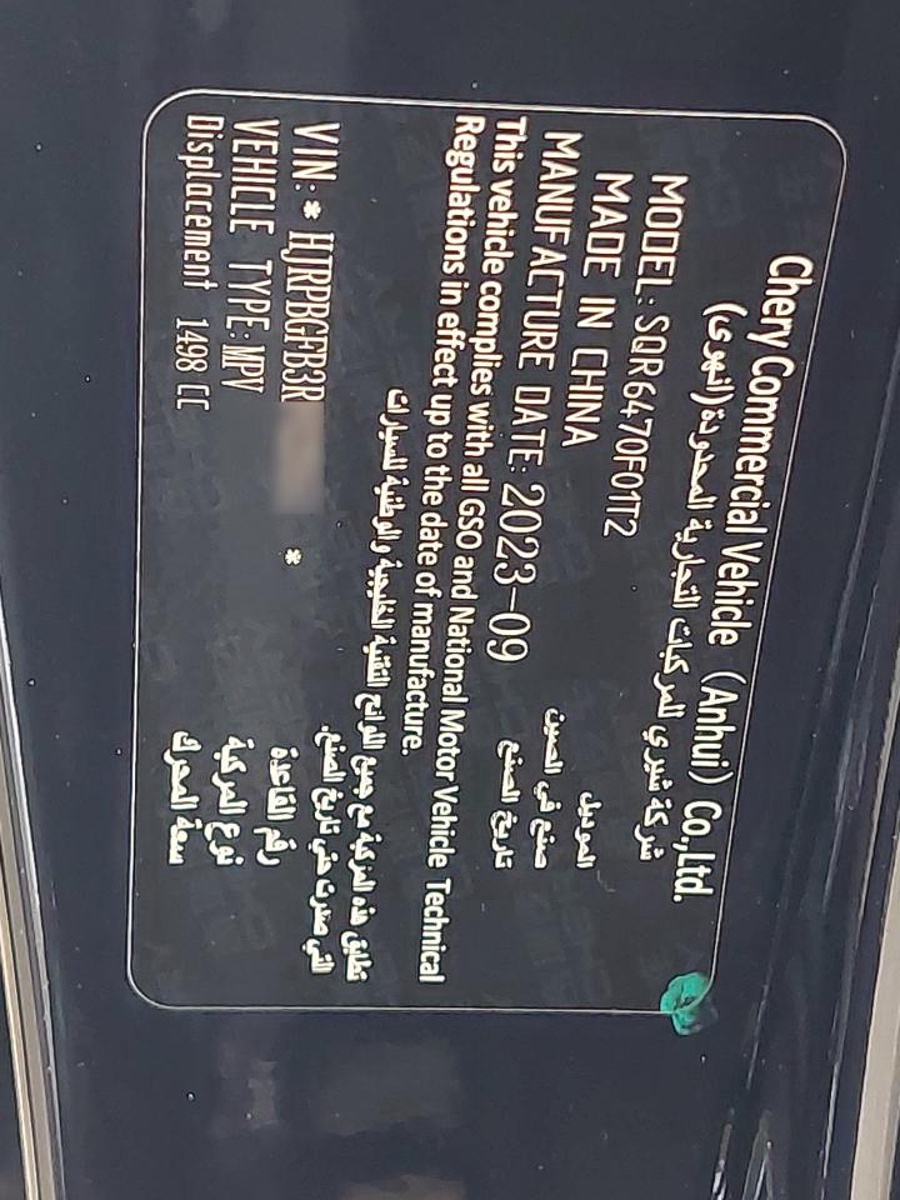 Chery Commercial Vehicle (Anhui) Co,Ltd.
شركة شيري للمركبات التجارية المحدودة (انهوى)
MODEL: SQR6470F01T2 الموديل
MADE IN CHINA صنع في الصين
MANUFACTURE DATE: 2023-09 تاريخ الصنع
This vehicle complies with all GSO and National Motor Vehicle Technical
Regulations in effect up to the date of manufacture.
تطابق هذه المركبة مع جميع اللوائح التقنية الخليجية والوطنية للسيارات
التي صدرت حتى تاريخ الصنع.
VIN: * HJRPBGFB3R * رقم القاعدة
VEHICLE TYPE: MPV نوع المركبة
Displacement 1498 CC سعة المحرك